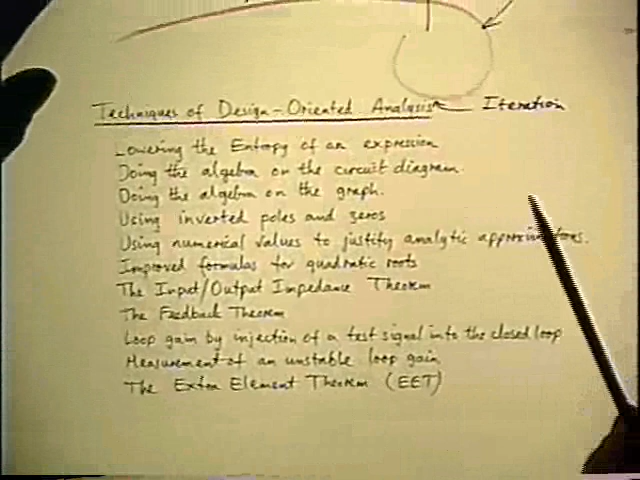 Techniques of Design-Oriented Analysis Iteration
Lowering the Entropy of an expression
Doing the algebra on the circuit diagram.
Doing the algebra on the graph.
Using inverted poles and zeros
Using numerical values to justify analytic approximations.
Improved formulas for quadratic roots
The Input/Output Impedance Theorem
The Feedback Theorem
Loop gain by injection of a test signal into the closed loop
Measurement of an unstable loop gain
The Extra Element Theorem (EET)